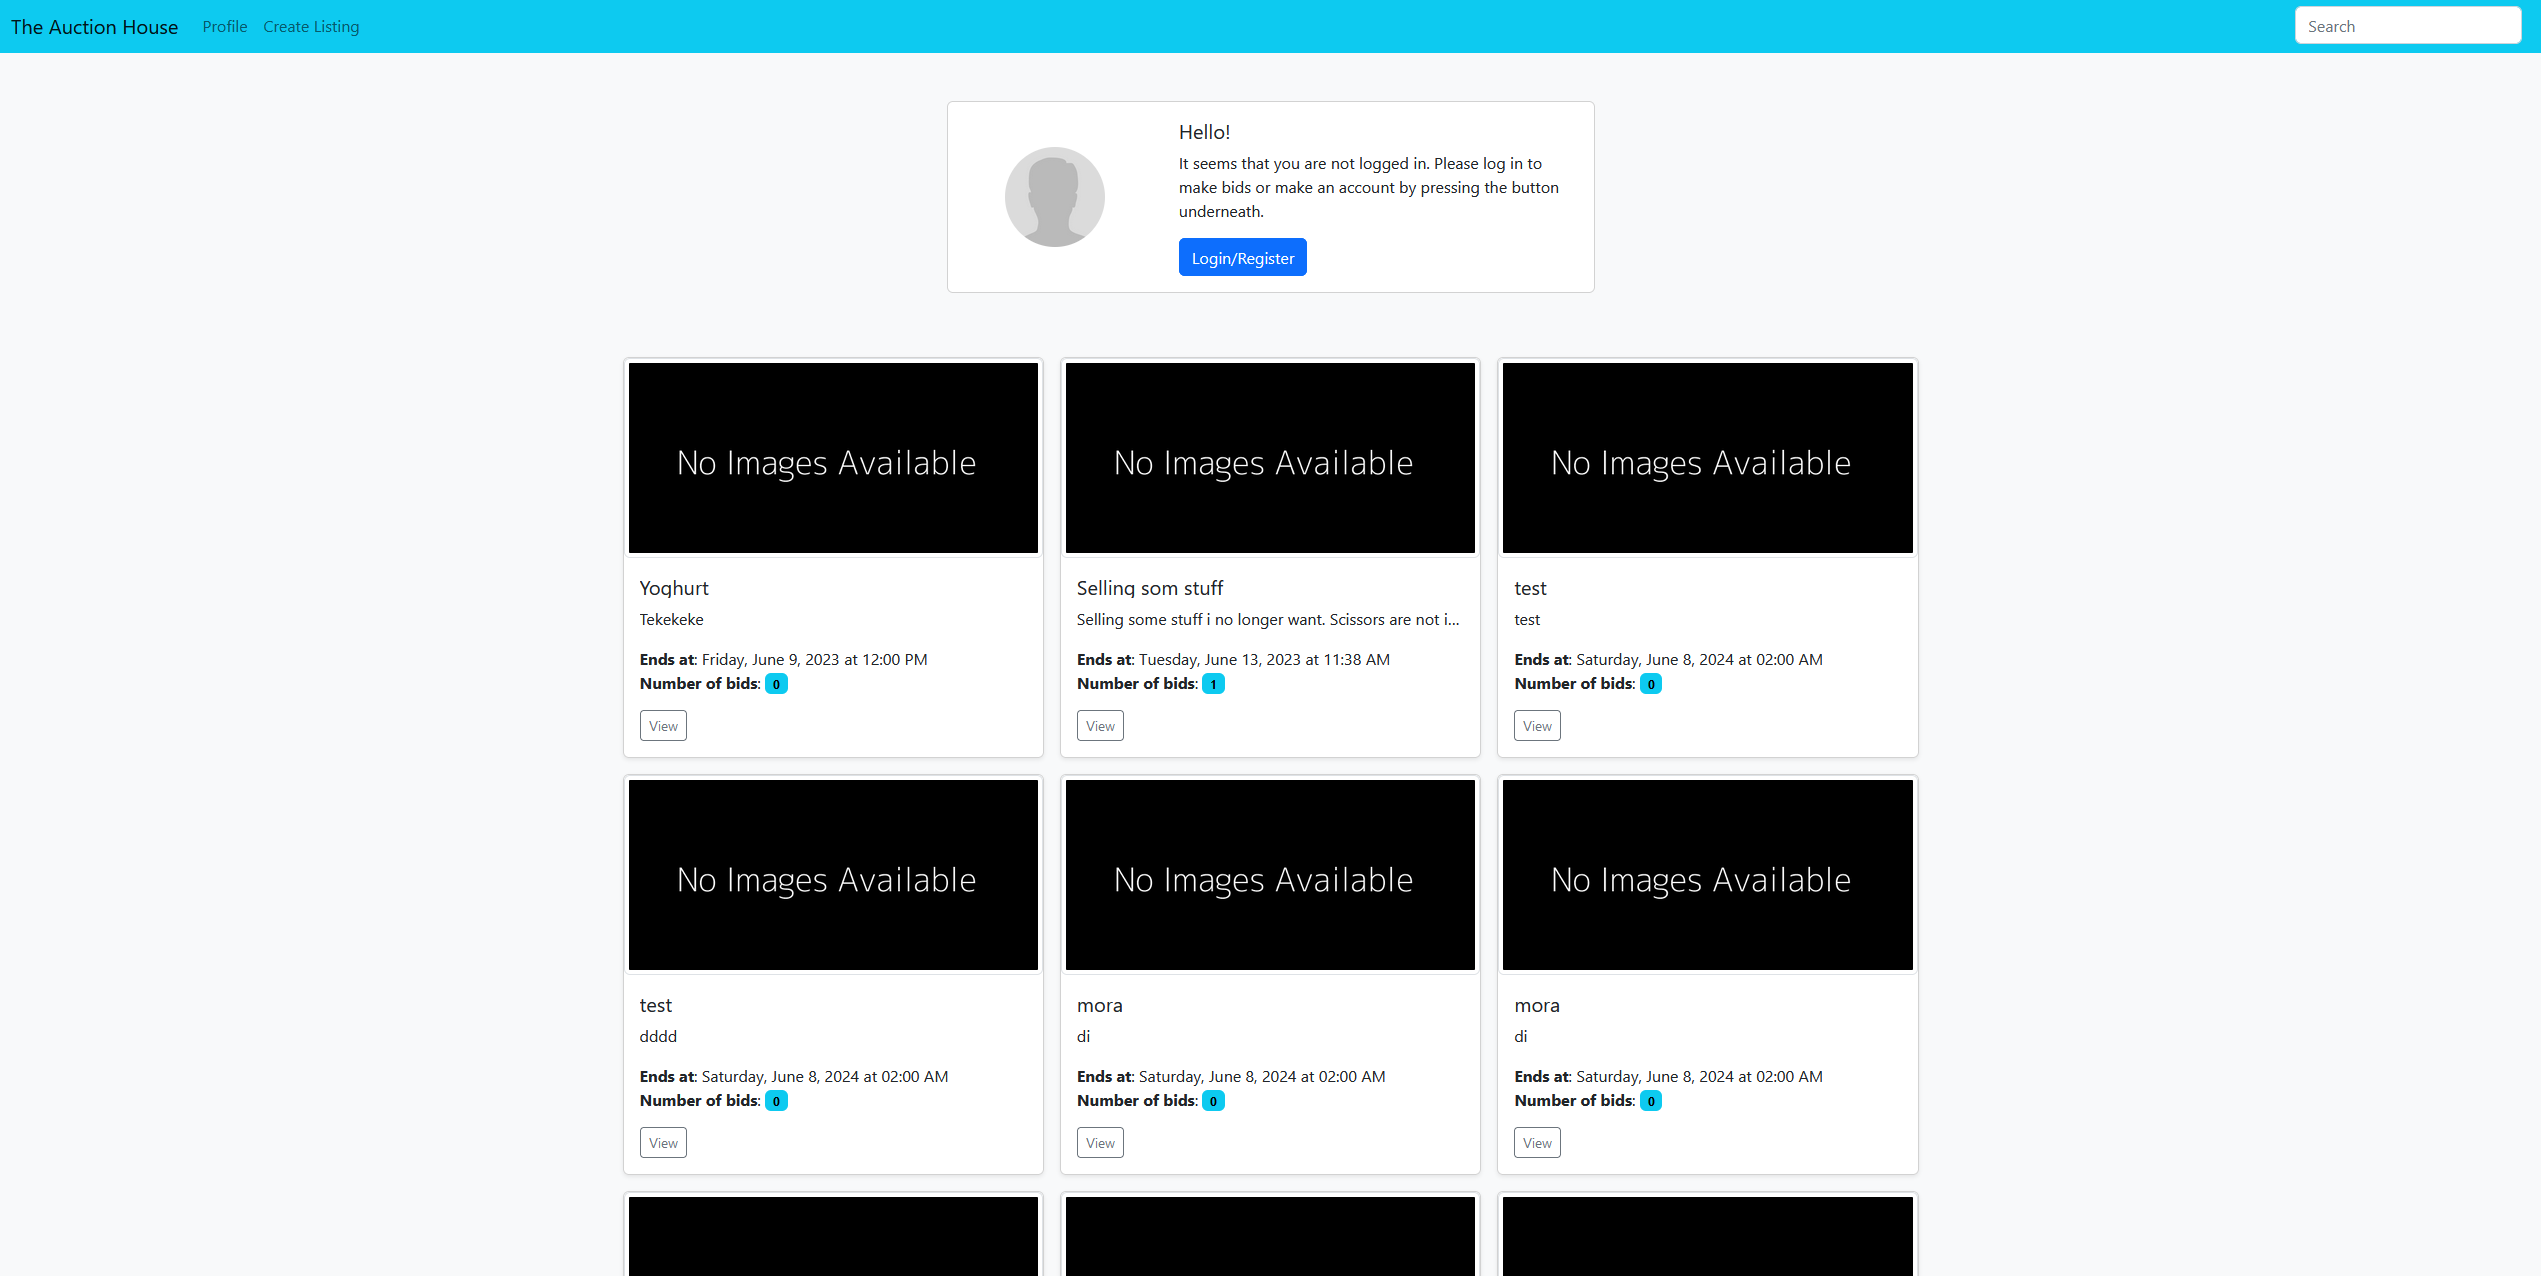 The Auction House Profile Create Listing Search
Hello!
It seems that you are not logged in. Please log in to
make bids or make an account by pressing the button
underneath.
Login/Register
No Images Available
Yoghurt
Tekekeke
Ends at: Friday, June 9, 2023 at 12:00 PM
Number of bids: 0
View
No Images Available
Selling som stuff
Selling some stuff i no longer want. Scissors are not i...
Ends at: Tuesday, June 13, 2023 at 11:38 AM
Number of bids: 1
View
No Images Available
test
test
Ends at: Saturday, June 8, 2024 at 02:00 AM
Number of bids: 0
View
No Images Available
test
dddd
Ends at: Saturday, June 8, 2024 at 02:00 AM
Number of bids: 0
View
No Images Available
mora
di
Ends at: Saturday, June 8, 2024 at 02:00 AM
Number of bids: 0
View
No Images Available
mora
di
Ends at: Saturday, June 8, 2024 at 02:00 AM
Number of bids: 0
View